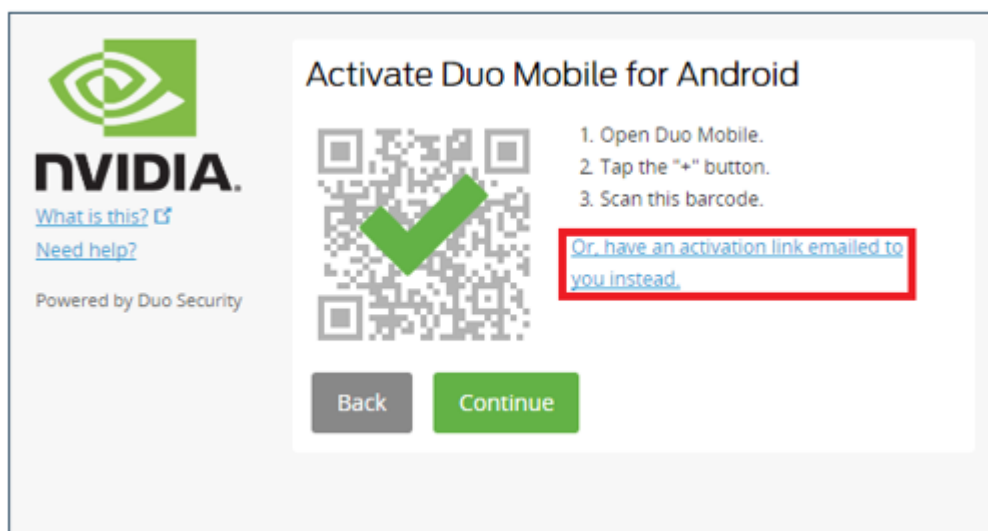 NVIDIA.
What is this?
Need help?
Powered by Duo Security
Activate Duo Mobile for Android
1. Open Duo Mobile.
2. Tap the "+" button.
3. Scan this barcode.
Or, have an activation link emailed to
you instead.
Back
Continue